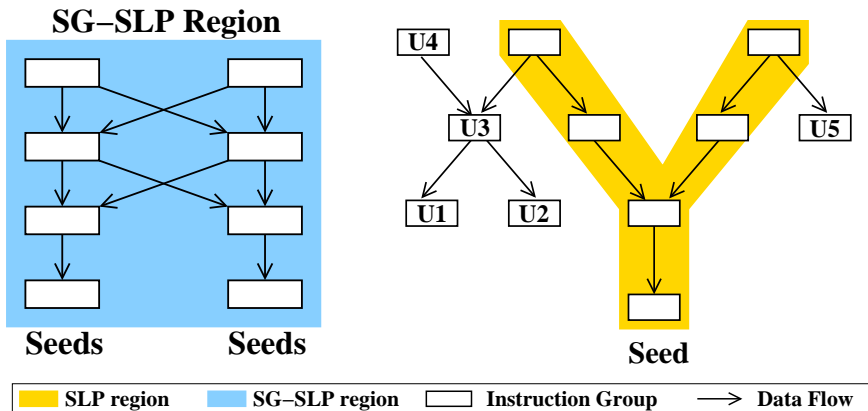 SG−SLP Region
U4
U3
U5
U1
U2
Seeds
Seeds
Seed
SLP region
SG−SLP region
Instruction Group
Data Flow